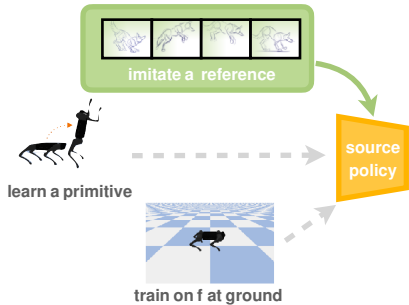 imitate a reference
source
policy
learn a primitive
train on f at ground